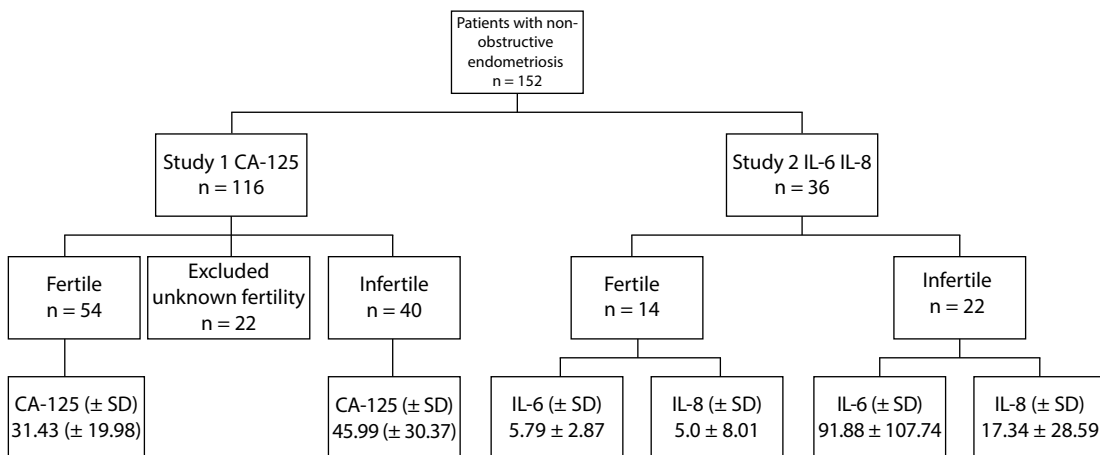 Patients with non-
obstructive
endometriosis
n = 152
Study 1 CA-125
n = 116
Study 2 IL-6 IL-8
n = 36
Fertile
n = 54
Excluded
unknown fertility
n = 22
Infertile
n = 40
Fertile
n = 14
Infertile
n = 22
CA-125 (± SD)
31.43 (± 19.98)
CA-125 (± SD)
45.99 (± 30.37)
IL-6 (± SD)
5.79 ± 2.87
IL-8 (± SD)
5.0 ± 8.01
IL-6 (± SD)
91.88 ± 107.74
IL-8 (± SD)
17.34 ± 28.59